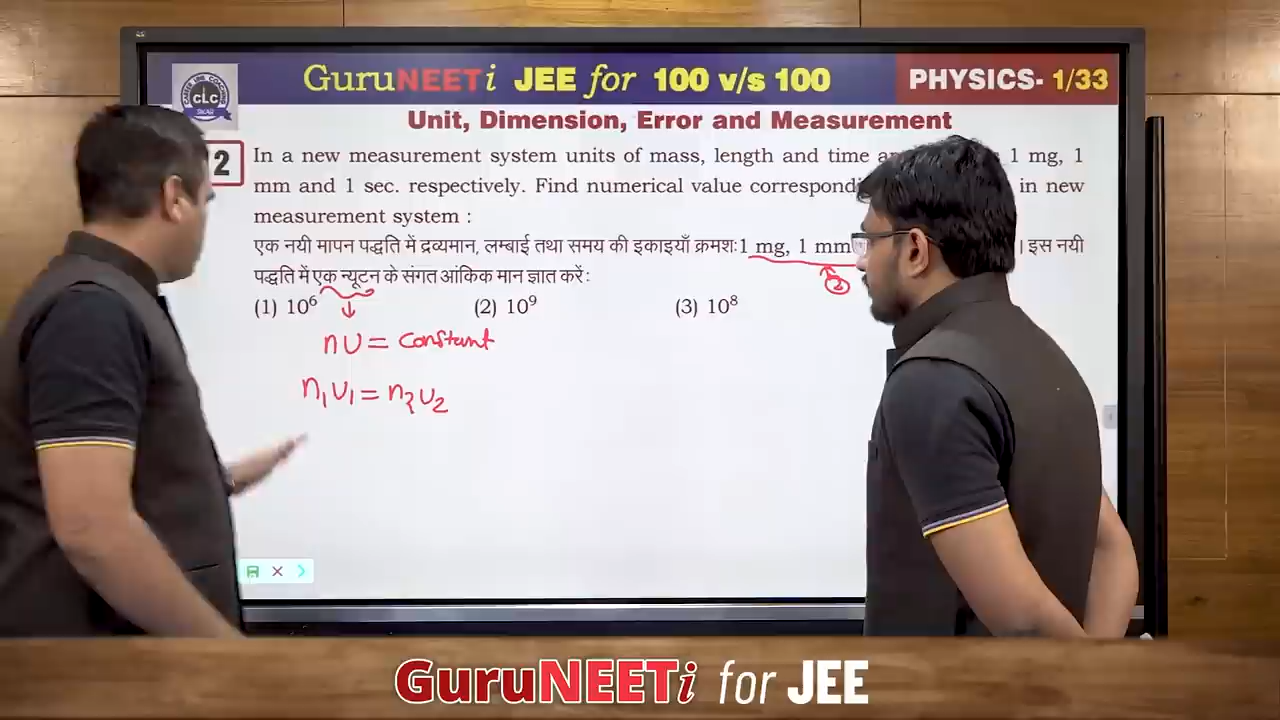 GuruNEETi JEE for 100 v/s 100
PHYSICS- 1/33
CLC
SIKAR
Unit, Dimension, Error and Measurement
2
In a new measurement system units of mass, length and time 1 mg, 1
mm and 1 sec. respectively. Find numerical value in new
measurement system :
एक नयी मापन पद्धति में द्रव्यमान, लम्बाई तथा समय की इकाइयाँ क्रमशः1 mg, 1 mm । इस नयी
पद्धति में एक न्यूटन के संगत आंकिक मान ज्ञात करें:
(1) 10⁶ (2) 10⁹ (3) 10⁸
2
nU = Constant
n₁U₁ = n₂U₂
GuruNEETi for JEE